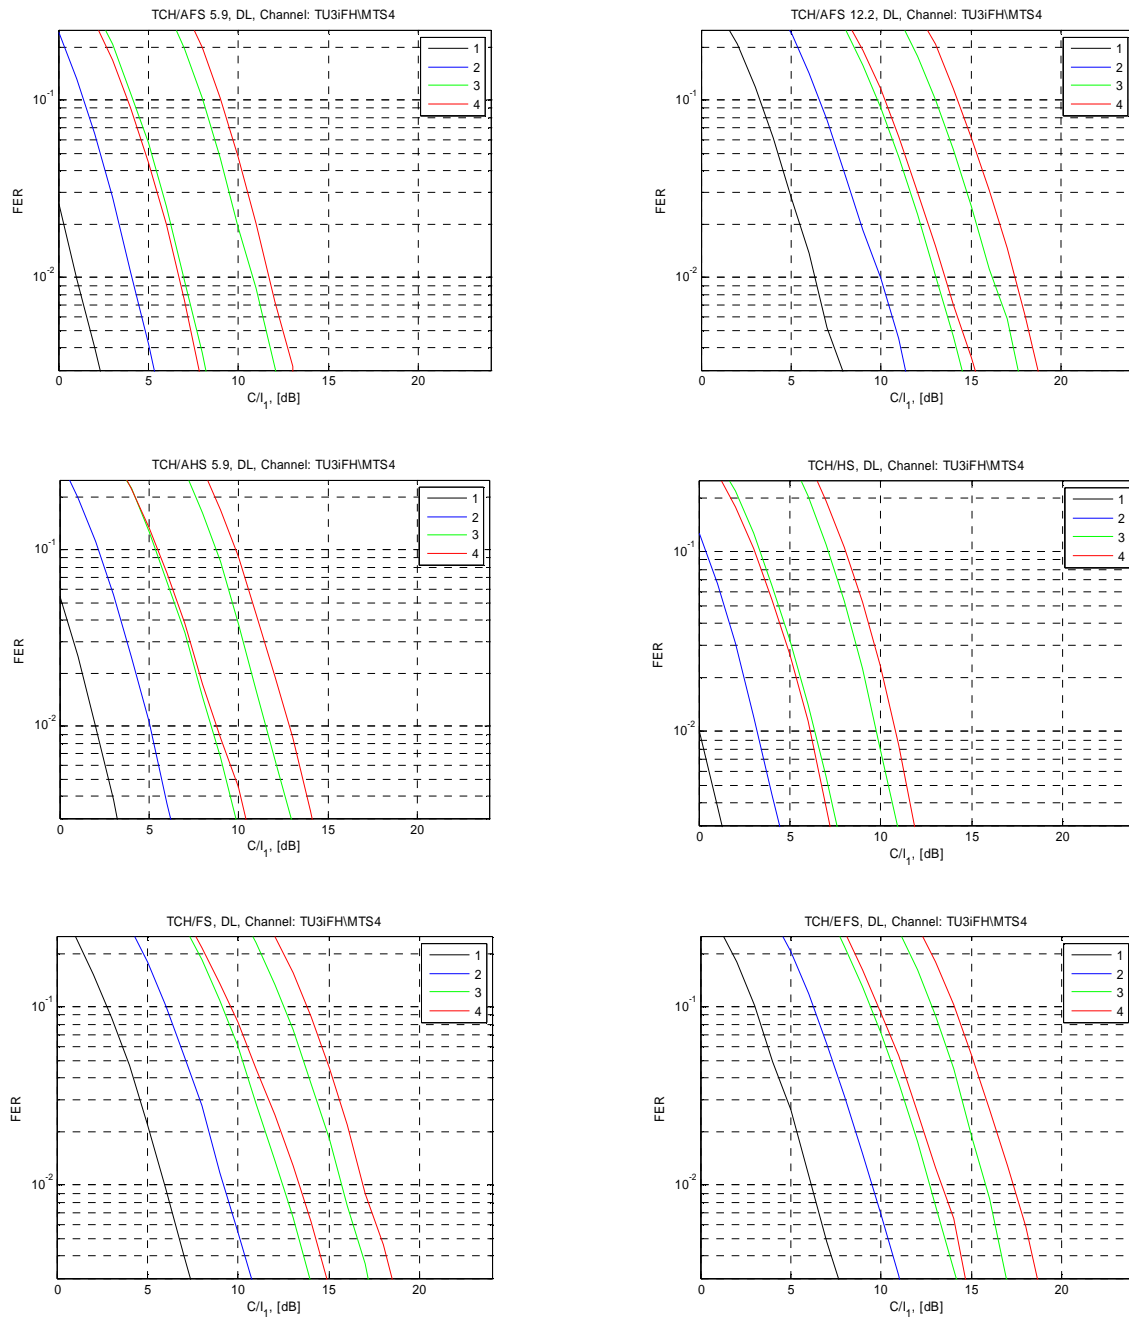 TCH/AFS 5.9, DL, Channel: TU3iFH\MTS4
FER
10^-1
10^-2
0 5 10 15 20
C/I_1, [dB]
1
2
3
4
TCH/AFS 12.2, DL, Channel: TU3iFH\MTS4
FER
10^-1
10^-2
0 5 10 15 20
C/I_1, [dB]
1
2
3
4
TCH/AHS 5.9, DL, Channel: TU3iFH\MTS4
FER
10^-1
10^-2
0 5 10 15 20
C/I_1, [dB]
1
2
3
4
TCH/HS, DL, Channel: TU3iFH\MTS4
FER
10^-1
10^-2
0 5 10 15 20
C/I_1, [dB]
1
2
3
4
TCH/FS, DL, Channel: TU3iFH\MTS4
FER
10^-1
10^-2
0 5 10 15 20
C/I_1, [dB]
1
2
3
4
TCH/EFS, DL, Channel: TU3iFH\MTS4
FER
10^-1
10^-2
0 5 10 15 20
C/I_1, [dB]
1
2
3
4